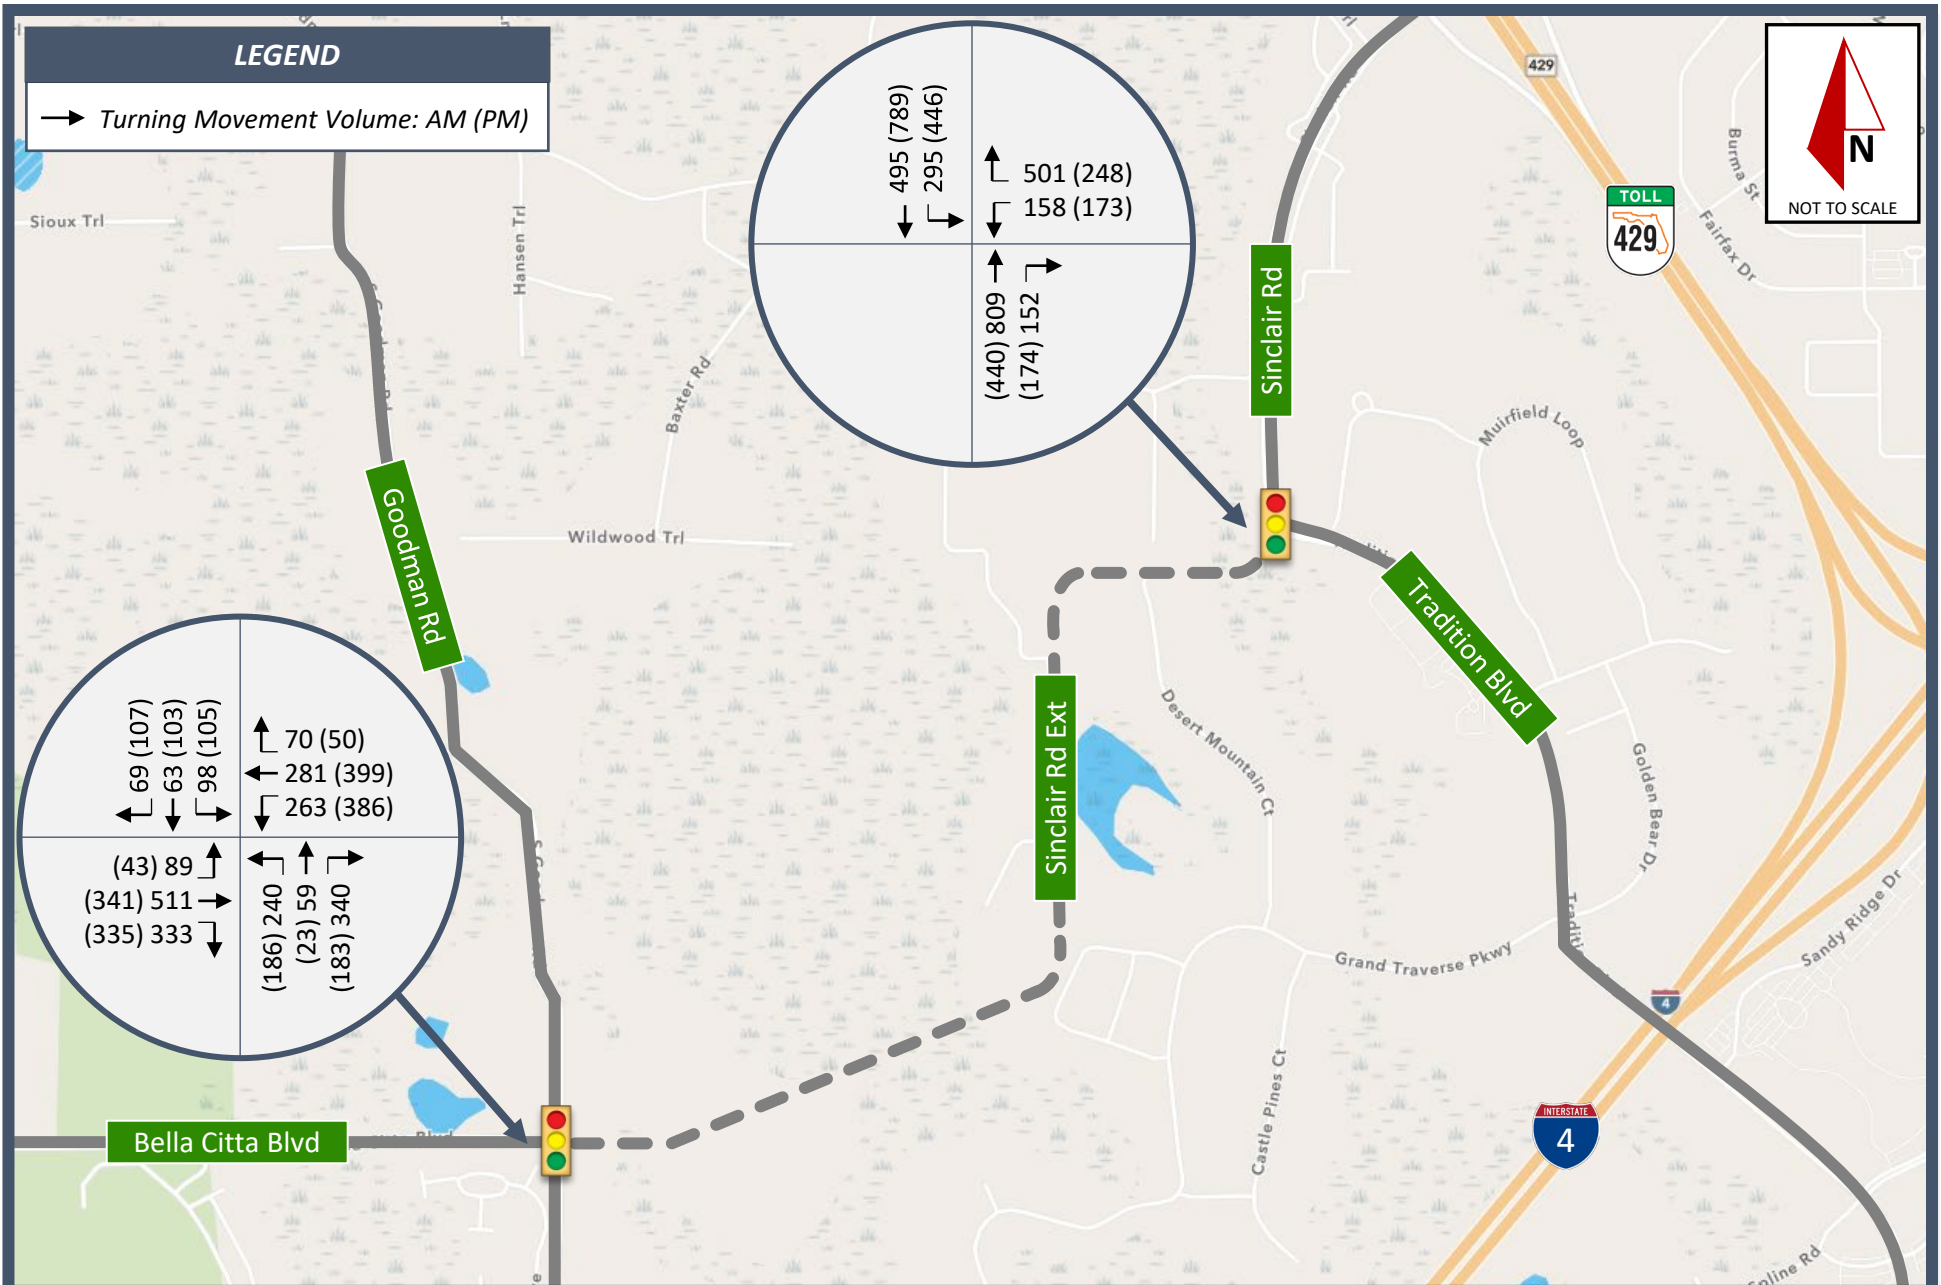 LEGEND
Turning Movement Volume: AM (PM)
429
N
NOT TO SCALE
TOLL
429
Burma St
Fairfax Dr
Sioux Trl
Hansen Trl
Baxter Rd
Wildwood Trl
495 (789)
295 (446)
501 (248)
158 (173)
(440) 809
(174) 152
Sinclair Rd
Muirfield Loop
Goodman Rd
Tradition Blvd
Sinclair Rd Ext
Desert Mountain Ct
Golden Bear Dr
69 (107)
63 (103)
98 (105)
70 (50)
281 (399)
263 (386)
(43) 89
(341) 511
(335) 333
(186) 240
(23) 59
(183) 340
Grand Traverse Pkwy
Sandy Ridge Dr
4
Castle Pines Ct
Bella Citta Blvd
INTERSTATE
4